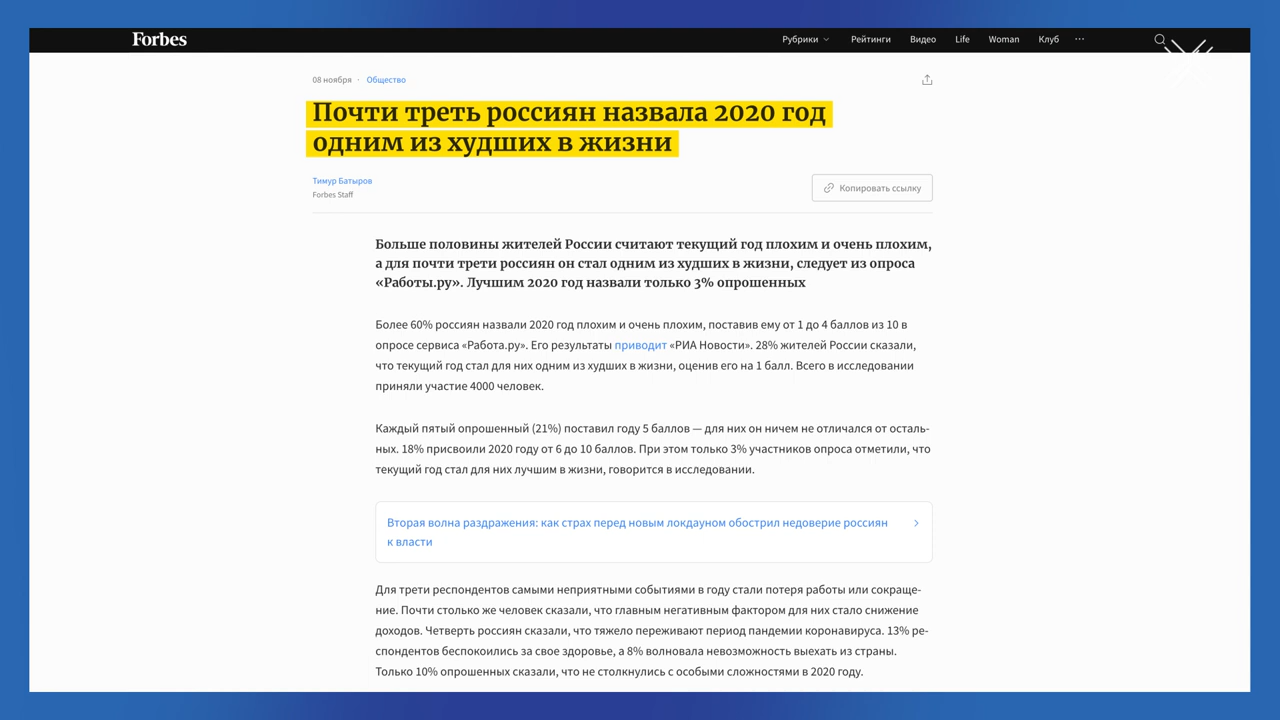 Forbes
Рубрики
Рейтинги
Видео
Life
Woman
Клуб
08 ноября · Общество
Почти треть россиян назвала 2020 год
одним из худших в жизни
Тимур Батыров
Forbes Staff
Копировать ссылку
Больше половины жителей России считают текущий год плохим и очень плохим,
а для почти трети россиян он стал одним из худших в жизни, следует из опроса
«Работы.ру». Лучшим 2020 год назвали только 3% опрошенных
Более 60% россиян назвали 2020 год плохим и очень плохим, поставив ему от 1 до 4 баллов из 10 в
опросе сервиса «Работа.ру». Его результаты приводит «РИА Новости». 28% жителей России сказали,
что текущий год стал для них одним из худших в жизни, оценив его на 1 балл. Всего в исследовании
приняли участие 4000 человек.
Каждый пятый опрошенный (21%) поставил году 5 баллов — для них он ничем не отличался от осталь-
ных. 18% присвоили 2020 году от 6 до 10 баллов. При этом только 3% участников опроса отметили, что
текущий год стал для них лучшим в жизни, говорится в исследовании.
Вторая волна раздражения: как страх перед новым локдауном обострил недоверие россиян
к власти
Для трети респондентов самыми неприятными событиями в году стали потеря работы или сокраще-
ние. Почти столько же человек сказали, что главным негативным фактором для них стало снижение
доходов. Четверть россиян сказали, что тяжело переживают период пандемии коронавируса. 13% ре-
спондентов беспокоились за свое здоровье, а 8% волновала невозможность выехать из страны.
Только 10% опрошенных сказали, что не столкнулись с особыми сложностями в 2020 году.